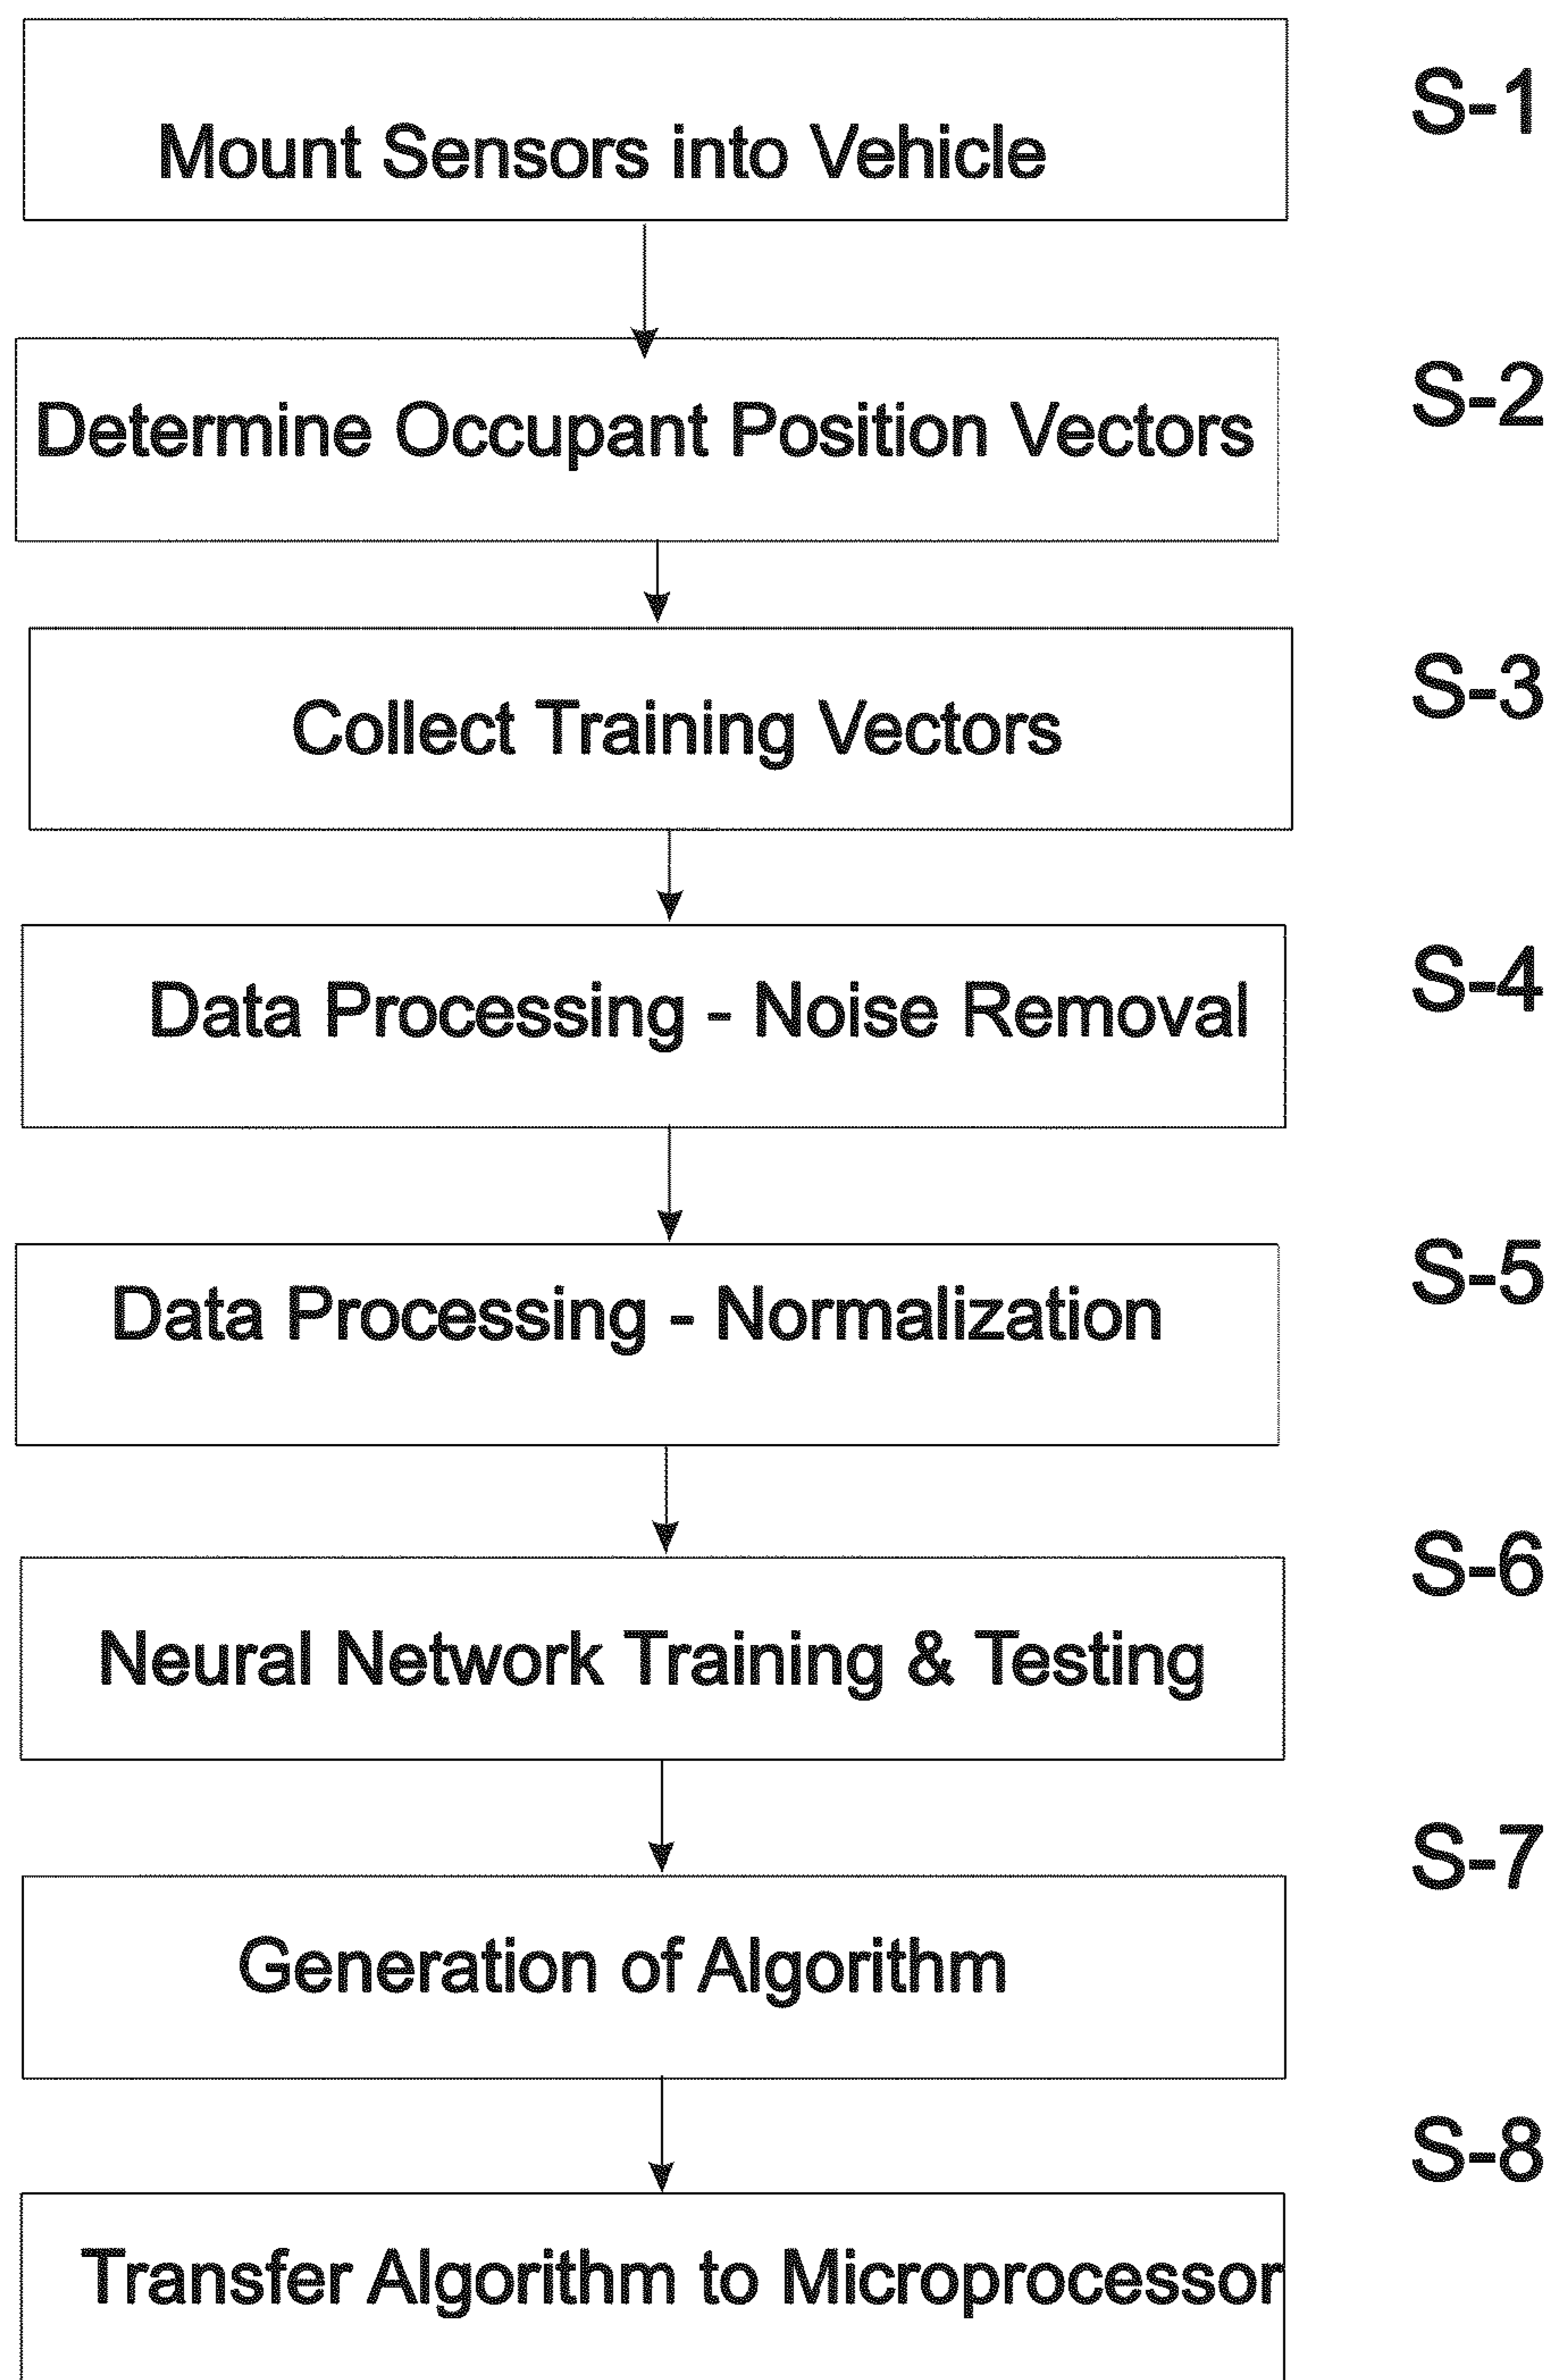 Mount Sensors into Vehicle
S-1
Determine Occupant Position Vectors
S-2
Collect Training Vectors
S-3
Data Processing - Noise Removal
S-4
Data Processing - Normalization
S-5
Neural Network Training & Testing
S-6
Generation of Algorithm
S-7
Transfer Algorithm to Microprocessor
S-8